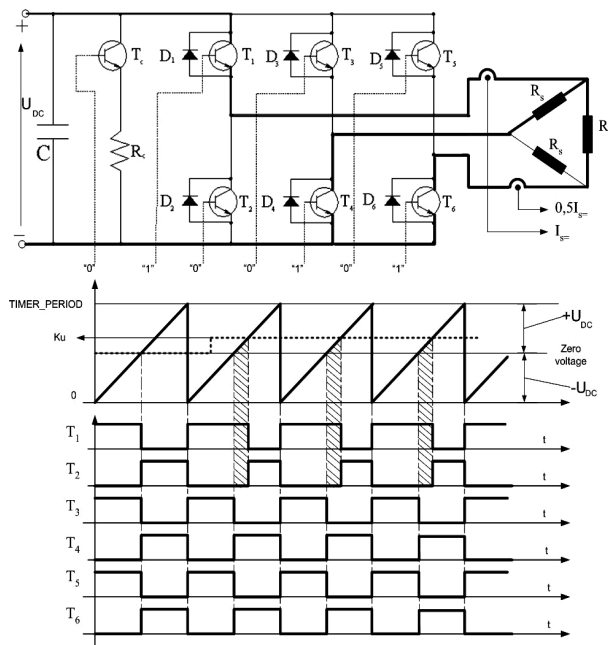 +
U_DC
C
T_c
R_c
D_1
T_1
D_3
T_3
D_5
T_5
D_2
T_2
D_4
T_4
D_6
T_6
R_s
R_s
R
0,5I_s=
I_s=
–
"0"
"1"
"0"
"0"
"1"
"0"
"1"
TIMER_PERIOD
Ku
0
+U_DC
Zero
voltage
-U_DC
T_1
t
T_2
t
T_3
t
T_4
t
T_5
t
T_6
t